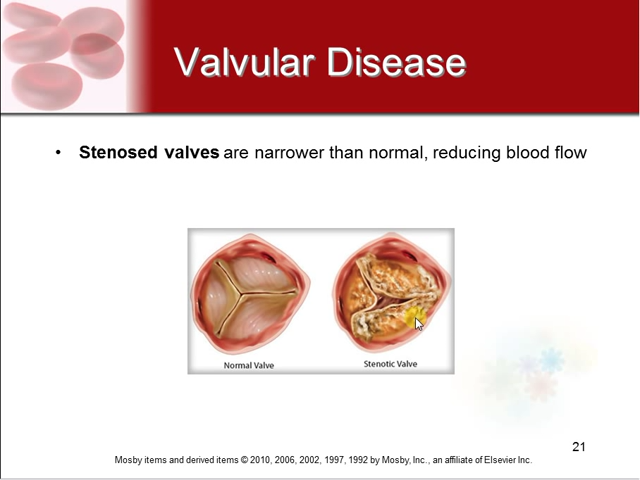 Valvular Disease
• Stenosed valves are narrower than normal, reducing blood flow
Normal Valve
Stenotic Valve
21
Mosby items and derived items © 2010, 2006, 2002, 1997, 1992 by Mosby, Inc., an affiliate of Elsevier Inc.